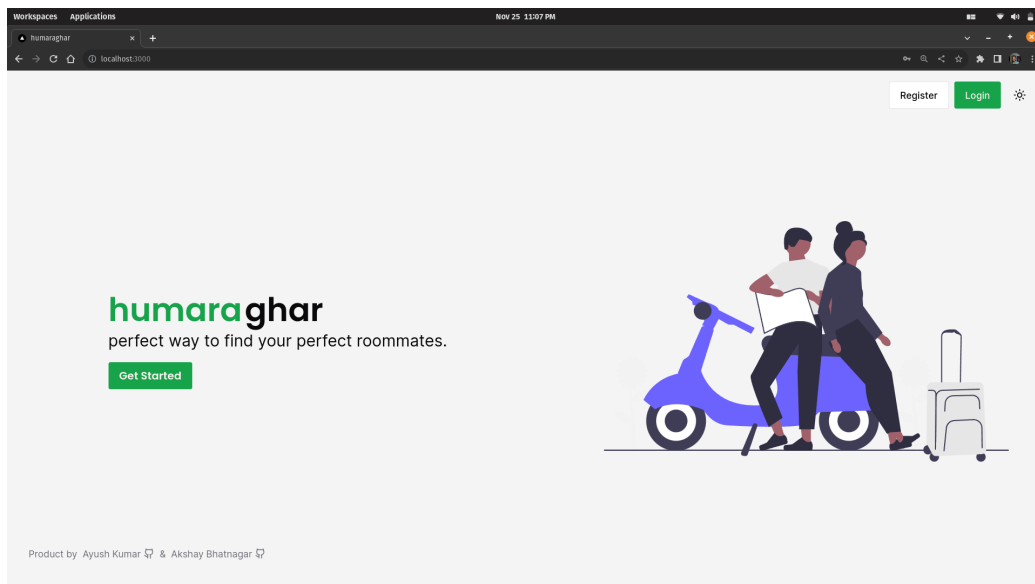 Workspaces Applications Nov 25 11:07 PM
humaraghar
localhost:3000
Register Login
humaraghar
perfect way to find your perfect roommates.
Get Started
Product by Ayush Kumar & Akshay Bhatnagar